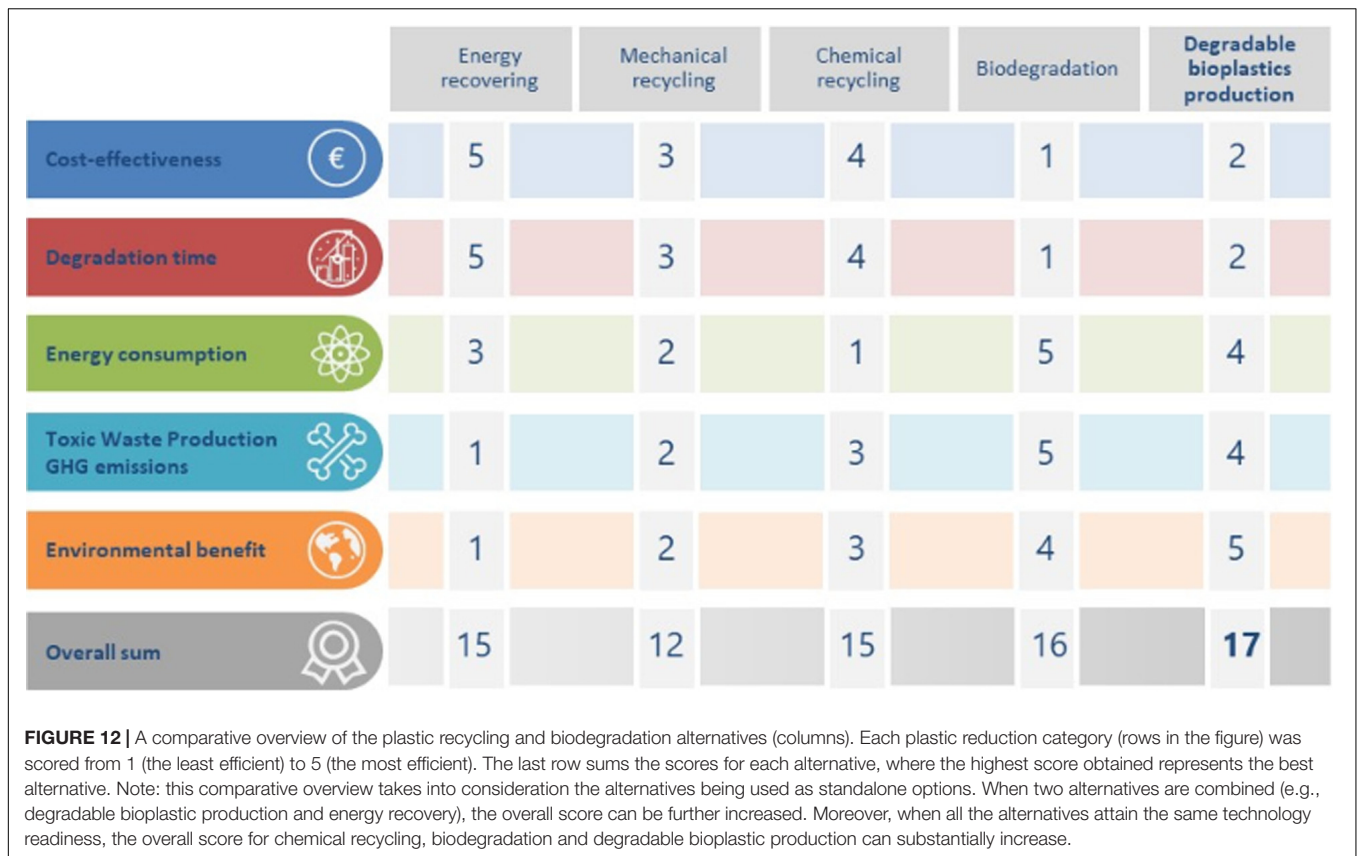 Energy
recovering
Mechanical
recycling
Chemical
recycling
Biodegradation
Degradable
bioplastics
production
Cost-effectiveness € 5 3 4 1 2
Degradation time 5 3 4 1 2
Energy consumption 3 2 1 5 4
Toxic Waste Production
GHG emissions 1 2 3 5 4
Environmental benefit 1 2 3 4 5
Overall sum 15 12 15 16 17
FIGURE 12 | A comparative overview of the plastic recycling and biodegradation alternatives (columns). Each plastic reduction category (rows in the figure) was
scored from 1 (the least efficient) to 5 (the most efficient). The last row sums the scores for each alternative, where the highest score obtained represents the best
alternative. Note: this comparative overview takes into consideration the alternatives being used as standalone options. When two alternatives are combined (e.g.,
degradable bioplastic production and energy recovery), the overall score can be further increased. Moreover, when all the alternatives attain the same technology
readiness, the overall score for chemical recycling, biodegradation and degradable bioplastic production can substantially increase.